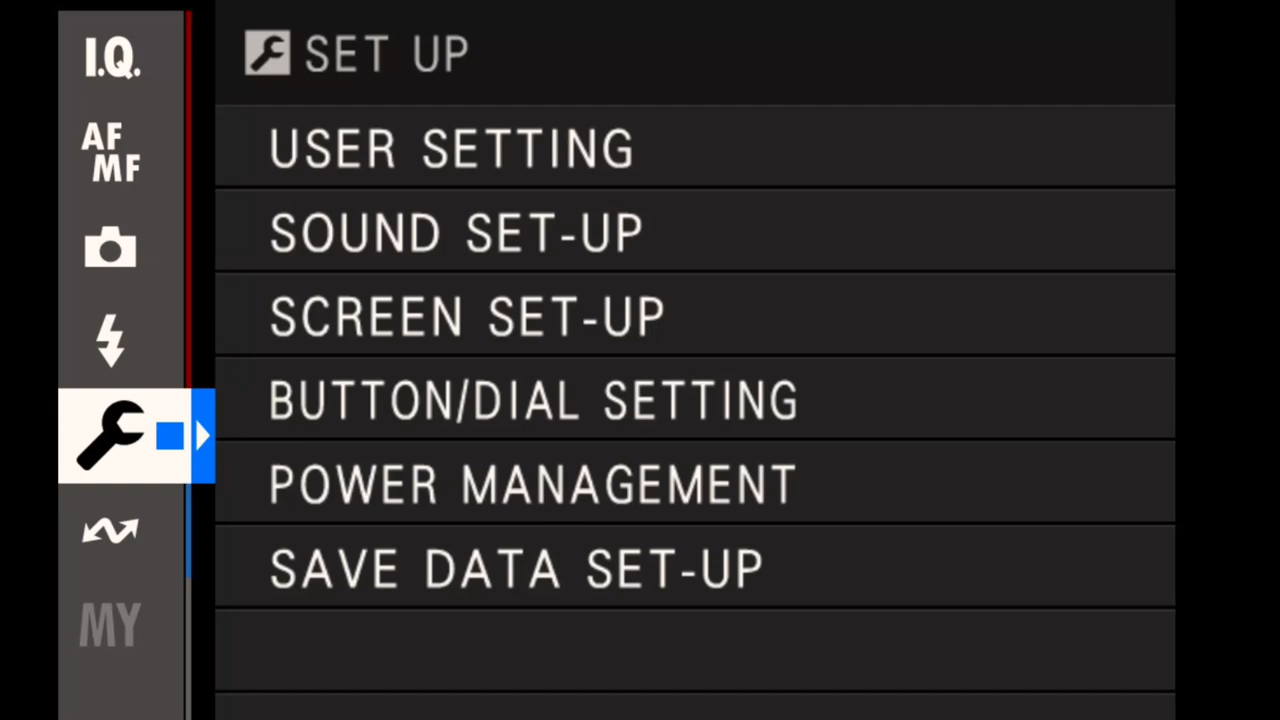 I.Q.
AF
MF
MY
SET UP
USER SETTING
SOUND SET-UP
SCREEN SET-UP
BUTTON/DIAL SETTING
POWER MANAGEMENT
SAVE DATA SET-UP